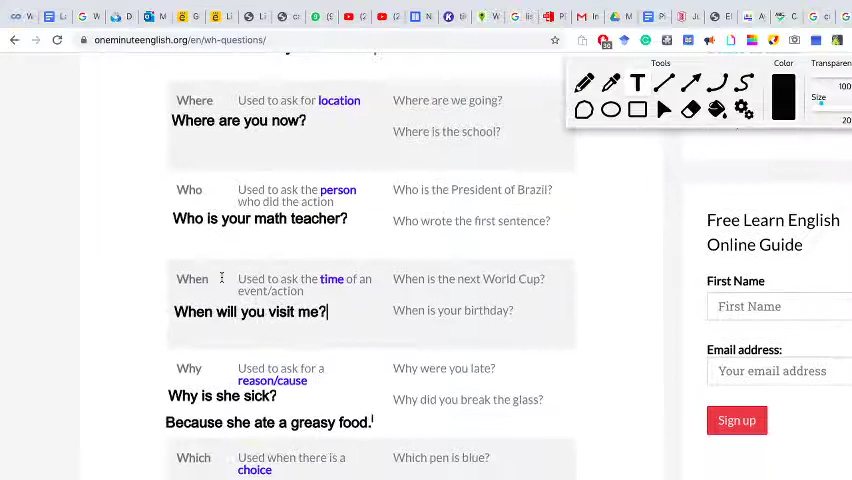 oneminuteenglish.org/en/wh-questions/
Tools
Color
Transparen
100
Size
20
30
Where
Used to ask for location
Where are we going?
Where are you now?
Where is the school?
Who
Used to ask the person
who did the action
Who is the President of Brazil?
Who is your math teacher?
Who wrote the first sentence?
When
Used to ask the time of an
event/action
When is the next World Cup?
When will you visit me?
When is your birthday?
Why
Used to ask for a
reason/cause
Why were you late?
Why is she sick?
Why did you break the glass?
Because she ate a greasy food.
Which
Used when there is a
choice
Which pen is blue?
Free Learn English
Online Guide
First Name
First Name
Email address:
Your email address
Sign up